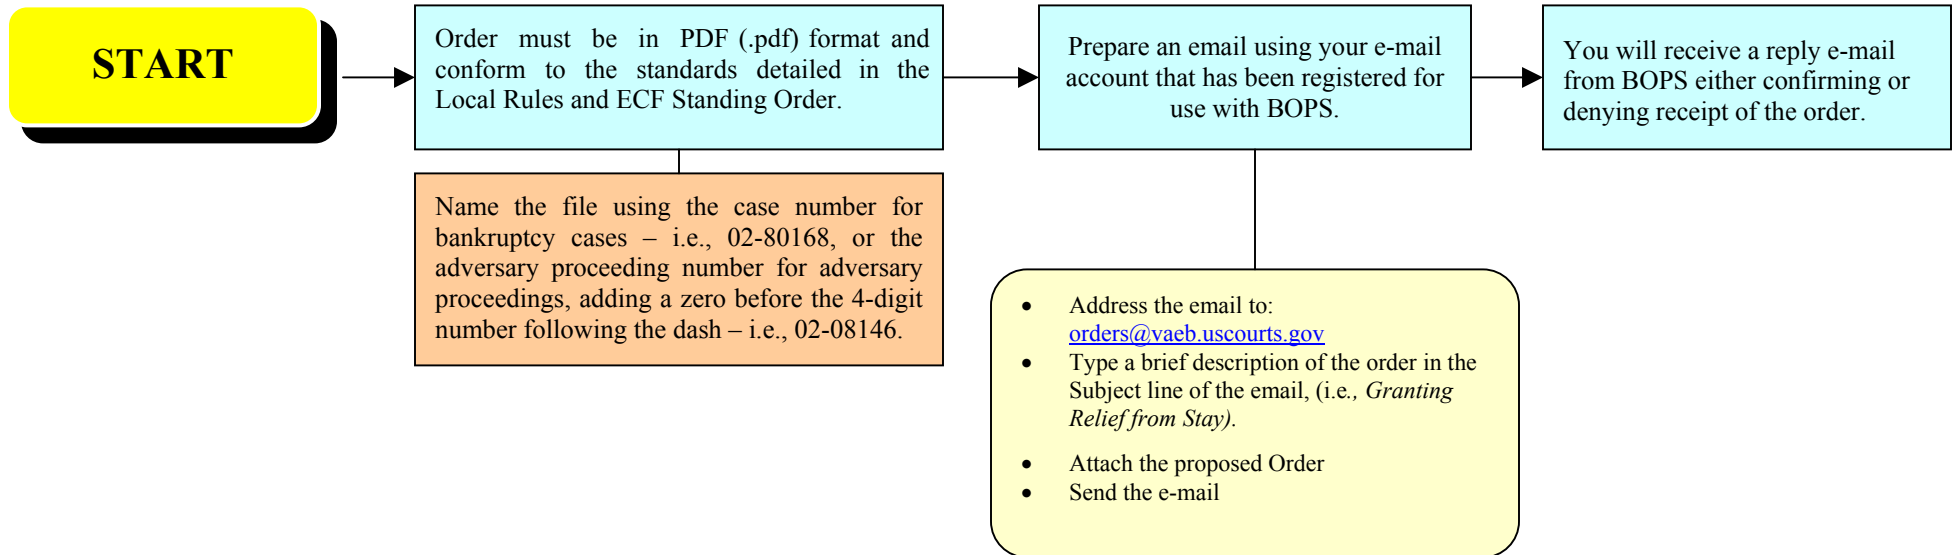 START
Order must be in PDF (.pdf) format and
conform to the standards detailed in the
Local Rules and ECF Standing Order.
Name the file using the case number for
bankruptcy cases – i.e., 02-80168, or the
adversary proceeding number for adversary
proceedings, adding a zero before the 4-digit
number following the dash – i.e., 02-08146.
Prepare an email using your e-mail
account that has been registered for
use with BOPS.
• Address the email to:
orders@vaeb.uscourts.gov
• Type a brief description of the order in the
Subject line of the email, (i.e., Granting
Relief from Stay).
• Attach the proposed Order
• Send the e-mail
You will receive a reply e-mail
from BOPS either confirming or
denying receipt of the order.